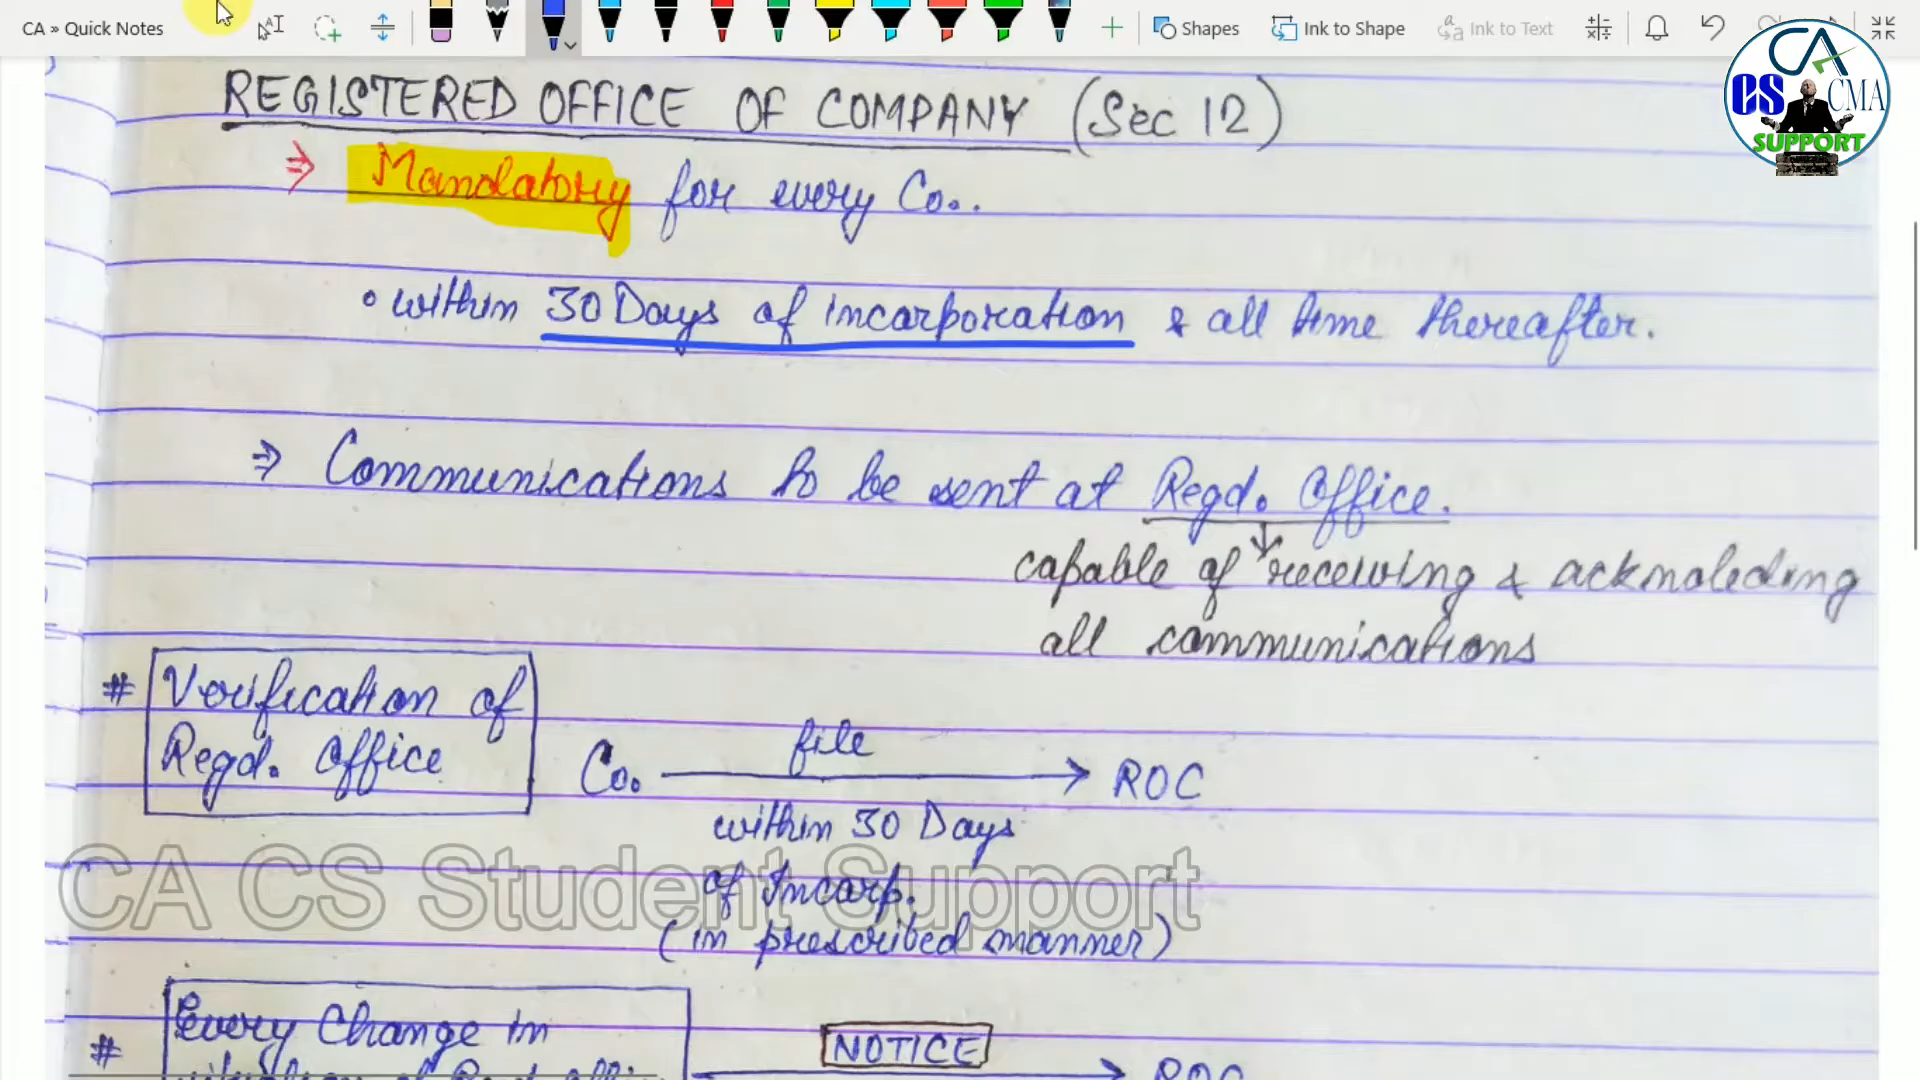 CA » Quick Notes
Shapes
Ink to Shape
Ink to Text
CA
CS
CMA
SUPPORT
REGISTERED OFFICE OF COMPANY (Sec 12)
⇒ Mandatory for every Co..
• within 30 Days of incorporation & all time thereafter.
⇒ Communications to be sent at Regd. Office.
capable of receiving & acknoleding
all communications
# Verification of
Regd. Office
Co. file → ROC
within 30 Days
of Incorp.
(in prescribed manner)
CA CS Student Support
# Every Change in
NOTICE
ROC